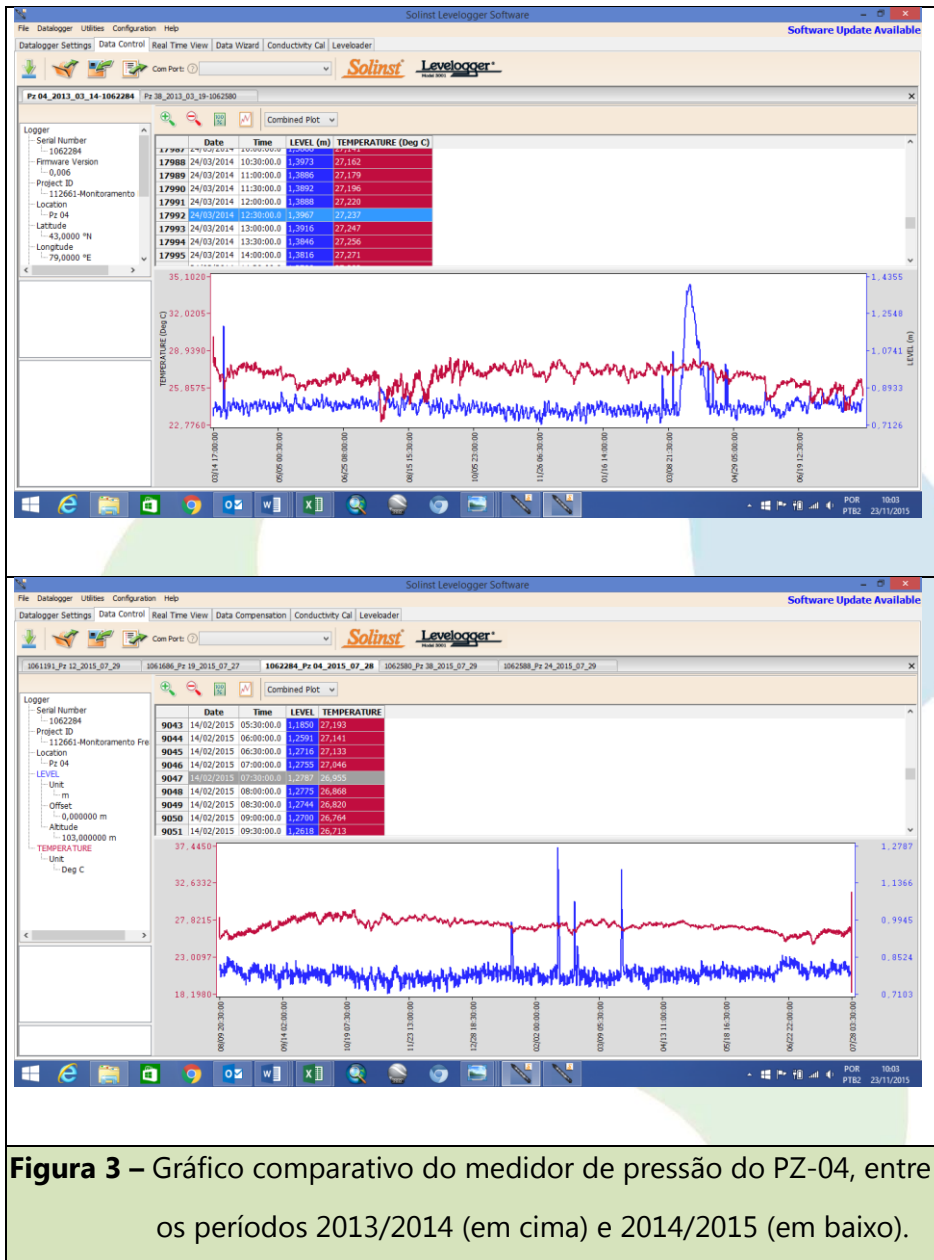 Solinst Levelogger Software
File Datalogger Utilities Configuration Help
Software Update Available
Datalogger Settings Data Control Real Time View Data Wizard Conductivity Cal Leveloader
Com Port: Solinst Levelogger
Pz 04_2013_03_14-1062284 Pz 38_2013_03_19-1062580
Combined Plot
Logger
Serial Number
1062284
Firmware Version
0,006
Project ID
112661-Monitoramento
Location
Pz 04
Latitude
43,0000 °N
Longitude
79,0000 °E
Date Time LEVEL (m) TEMPERATURE (Deg C)
17988 24/03/2014 10:30:00.0 1,3973 27,162
17989 24/03/2014 11:00:00.0 1,3886 27,179
17990 24/03/2014 11:30:00.0 1,3892 27,196
17991 24/03/2014 12:00:00.0 1,3888 27,220
17992 24/03/2014 12:30:00.0 1,3967 27,237
17993 24/03/2014 13:00:00.0 1,3916 27,247
17994 24/03/2014 13:30:00.0 1,3846 27,256
17995 24/03/2014 14:00:00.0 1,3816 27,271
35,1020 1,4355
32,0205 1,2548
28,9390 1,0741
25,8575 0,8933
22,7760 0,7126
TEMPERATURE (Deg C)
LEVEL (m)
03/14 17:00:00 05/05 00:30:00 06/25 08:00:00 08/15 15:30:00 10/05 23:00:00 11/26 06:30:00 01/16 14:00:00 03/08 21:30:00 04/29 05:00:00 06/19 12:30:00
POR 10:03
PTB2 23/11/2015
Solinst Levelogger Software
File Datalogger Utilities Configuration Help
Software Update Available
Datalogger Settings Data Control Real Time View Data Compensation Conductivity Cal Leveloader
Com Port: Solinst Levelogger
1061191_Pz 12_2015_07_29 1061686_Pz 19_2015_07_27 1062284_Pz 04_2015_07_28 1062580_Pz 38_2015_07_29 1062588_Pz 24_2015_07_29
Combined Plot
Logger
Serial Number
1062284
Project ID
112661-Monitoramento Fre
Location
Pz 04
LEVEL
Unit
m
Offset
0,000000 m
Altitude
103,000000 m
TEMPERATURE
Unit
Deg C
Date Time LEVEL TEMPERATURE
9043 14/02/2015 05:30:00.0 1,1850 27,193
9044 14/02/2015 06:00:00.0 1,2591 27,141
9045 14/02/2015 06:30:00.0 1,2716 27,133
9046 14/02/2015 07:00:00.0 1,2755 27,046
9047 14/02/2015 07:30:00.0 1,2787 26,955
9048 14/02/2015 08:00:00.0 1,2775 26,868
9049 14/02/2015 08:30:00.0 1,2744 26,820
9050 14/02/2015 09:00:00.0 1,2700 26,764
9051 14/02/2015 09:30:00.0 1,2618 26,713
37,4450 1,2787
32,6332 1,1366
27,8215 0,9945
23,0097 0,8524
18,1980 0,7103
08/09 20:30:00 09/14 02:00:00 10/19 07:30:00 11/23 13:00:00 12/28 18:30:00 02/02 00:00:00 03/09 05:30:00 04/13 11:00:00 05/18 16:30:00 06/22 22:00:00 07/28 03:30:00
POR 10:03
PTB2 23/11/2015
Figura 3 – Gráfico comparativo do medidor de pressão do PZ-04, entre
os períodos 2013/2014 (em cima) e 2014/2015 (em baixo).